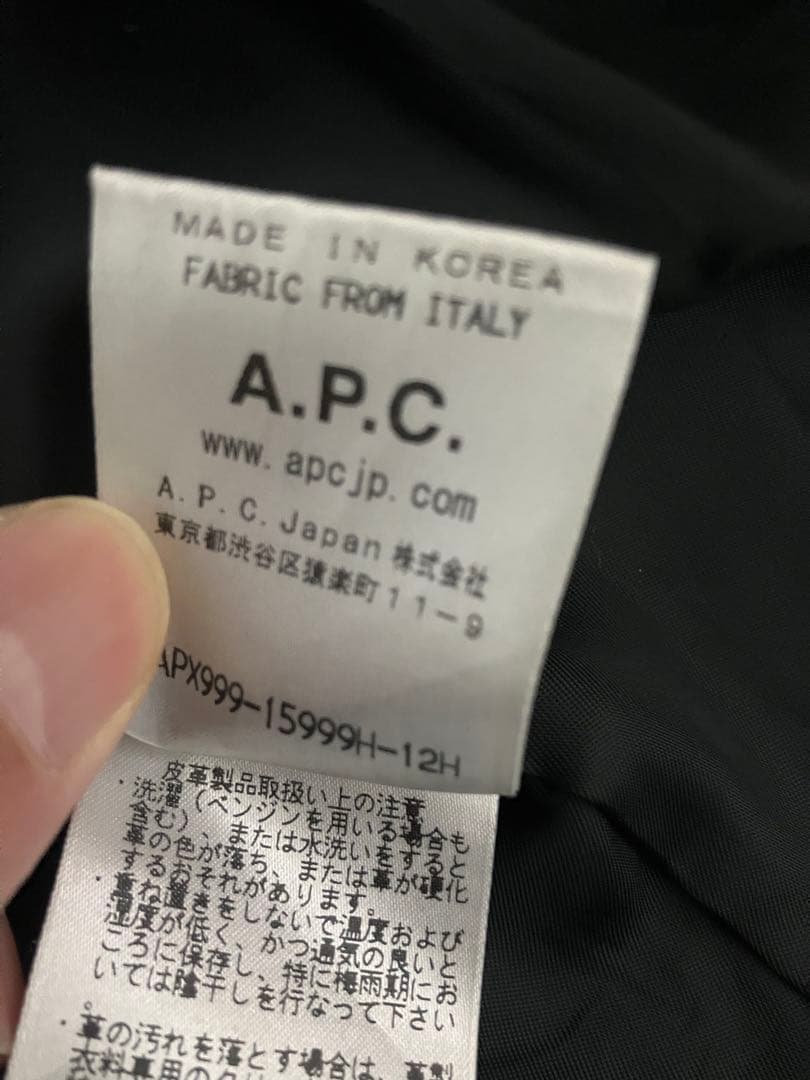 MADE IN KOREA
FABRIC FROM ITALY
A.P.C.
www.apcjp.com
A.P.C.Japan 株式会社
東京都渋谷区猿楽町11-9
APX999-15999H-12H
皮革製品取扱い上の注意
・洗濯(ベンジンを用いる場合も
含む)、または水洗いをすると
革の色が落ち、または革が硬化
するおそれがあります。
・重ね置きをしないで温度および
湿度が低く、かつ通気の良いと
ころに保存し、特に梅雨期にお
いては陰干しを行なって下さい
。
・革の汚れを落とす場合は、革製
衣料専用のク